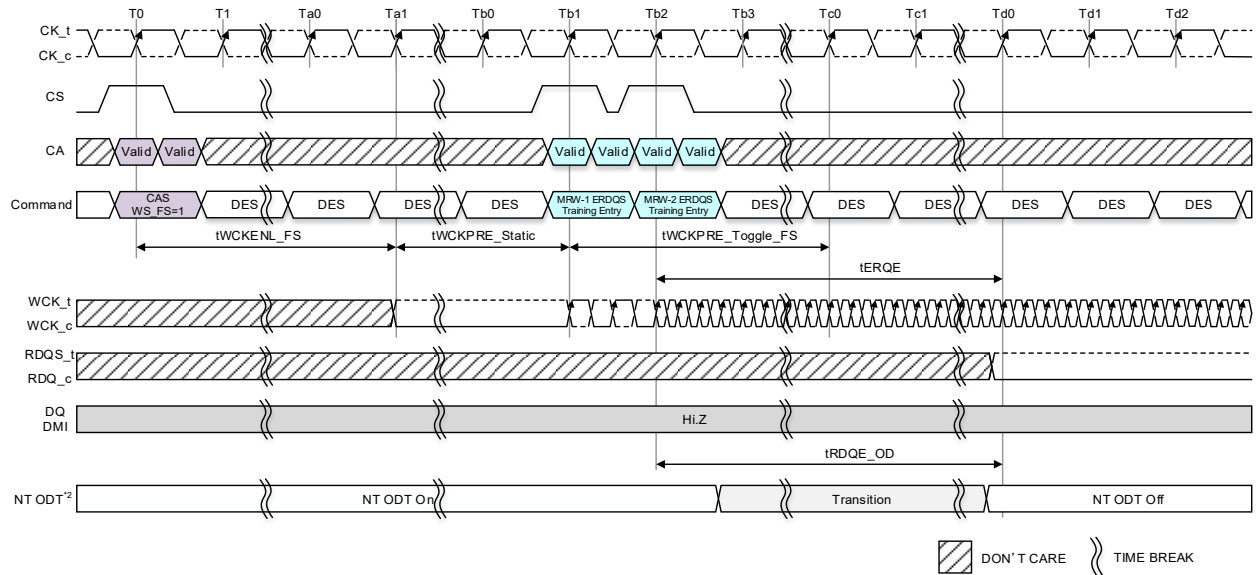 T0 T1 Ta0 Ta1 Tb0 Tb1 Tb2 Tb3 Tc0 Tc1 Td0 Td1 Td2
CK_t
CK_c
CS
CA Valid Valid Valid Valid Valid Valid
Command CAS WS_FS=1 DES DES DES DES MRW-1 ERDQS Training Entry MRW-2 ERDQS Training Entry DES DES DES DES DES DES
tWCKENL_FS tWCKPRE_Static tWCKPRE_Toggle_FS
tERQE
WCK_t
WCK_c
RDQS_t
RDQ_c
DQ
DMI
Hi.Z
tRDQE_OD
NT ODT*2 NT ODT On Transition NT ODT Off
DON'T CARE TIME BREAK